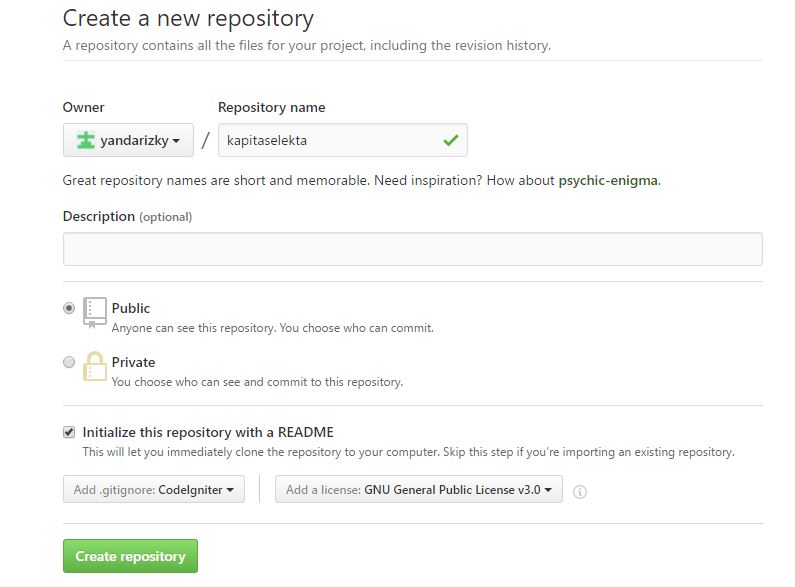 Create a new repository
A repository contains all the files for your project, including the revision history.
Owner Repository name
yandarizky / kapitaselekta
Great repository names are short and memorable. Need inspiration? How about psychic-enigma.
Description (optional)
Public
Anyone can see this repository. You choose who can commit.
Private
You choose who can see and commit to this repository.
Initialize this repository with a README
This will let you immediately clone the repository to your computer. Skip this step if you’re importing an existing repository.
Add .gitignore: CodeIgniter Add a license: GNU General Public License v3.0
Create repository